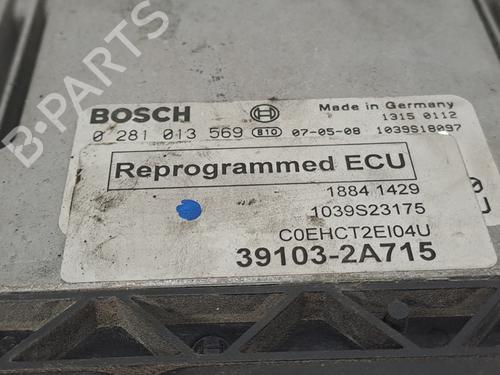 B-PARTS
BOSCH
Made in Germany
1315 0112
0 281 013 569 810 07-05-08 1039S18097
Reprogrammed ECU
1884 1429
1039S23175
C0EHCT2EI04U
39103-2A715